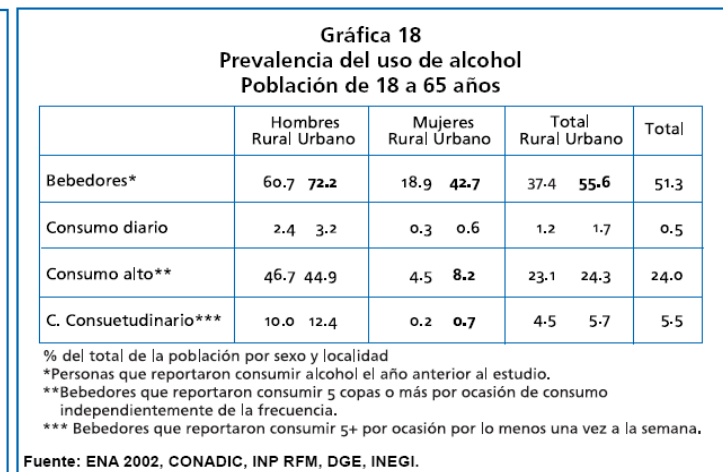 Gráfica 18
Prevalencia del uso de alcohol
Población de 18 a 65 años
Hombres Mujeres Total
Rural Urbano Rural Urbano Rural Urbano Total
Bebedores* 60.7 72.2 18.9 42.7 37.4 55.6 51.3
Consumo diario 2.4 3.2 0.3 0.6 1.2 1.7 0.5
Consumo alto** 46.7 44.9 4.5 8.2 23.1 24.3 24.0
C. Consuetudinario*** 10.0 12.4 0.2 0.7 4.5 5.7 5.5
% del total de la población por sexo y localidad
*Personas que reportaron consumir alcohol el año anterior al estudio.
**Bebedores que reportaron consumir 5 copas o más por ocasión de consumo
independientemente de la frecuencia.
*** Bebedores que reportaron consumir 5+ por ocasión por lo menos una vez a la semana.
Fuente: ENA 2002, CONADIC, INP RFM, DGE, INEGI.